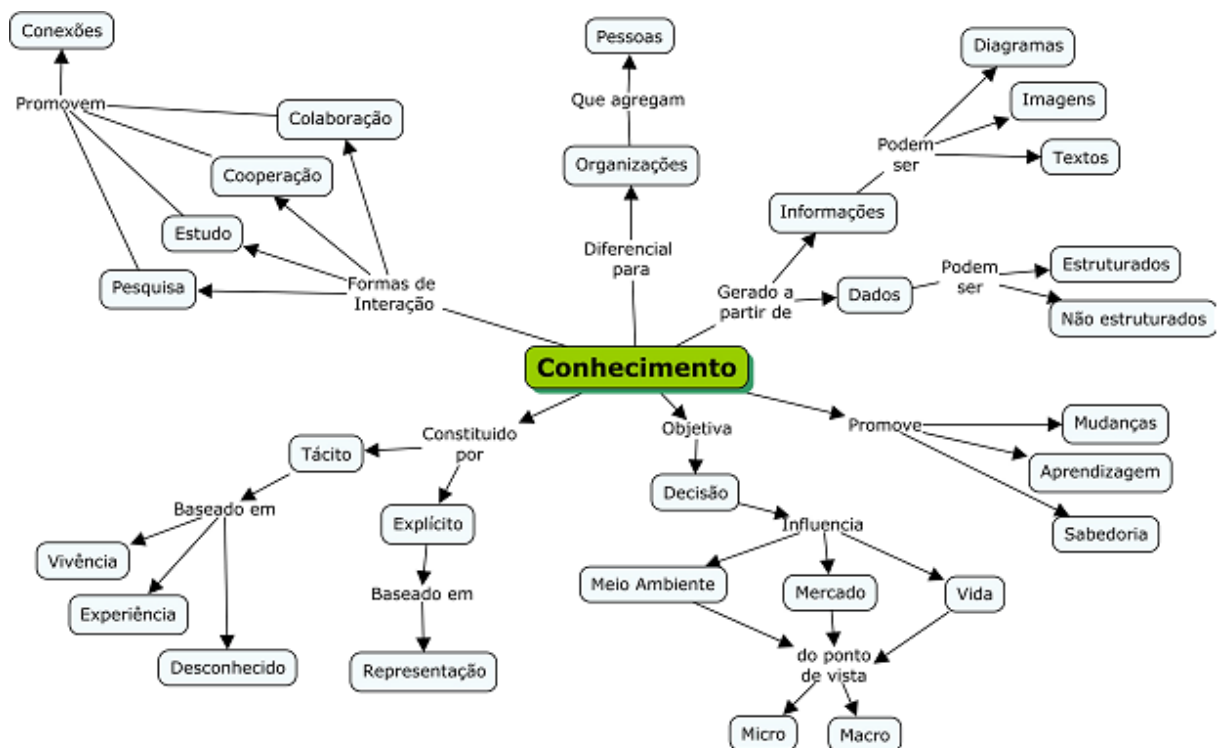 Conexões
Pessoas
Diagramas
Promovem
Que agregam
Imagens
Colaboração
Podem
ser
Textos
Cooperação
Organizações
Informações
Estudo
Pesquisa
Formas de
Interação
Diferencial
para
Gerado a
partir de
Dados
Podem
ser
Estruturados
Não estruturados
Conhecimento
Constituido
por
Objetiva
Promove
Mudanças
Tácito
Aprendizagem
Decisão
Baseado em
Explícito
Influencia
Sabedoria
Vivência
Meio Ambiente
Mercado
Vida
Experiência
Baseado em
Desconhecido
Representação
do ponto
de vista
Micro
Macro